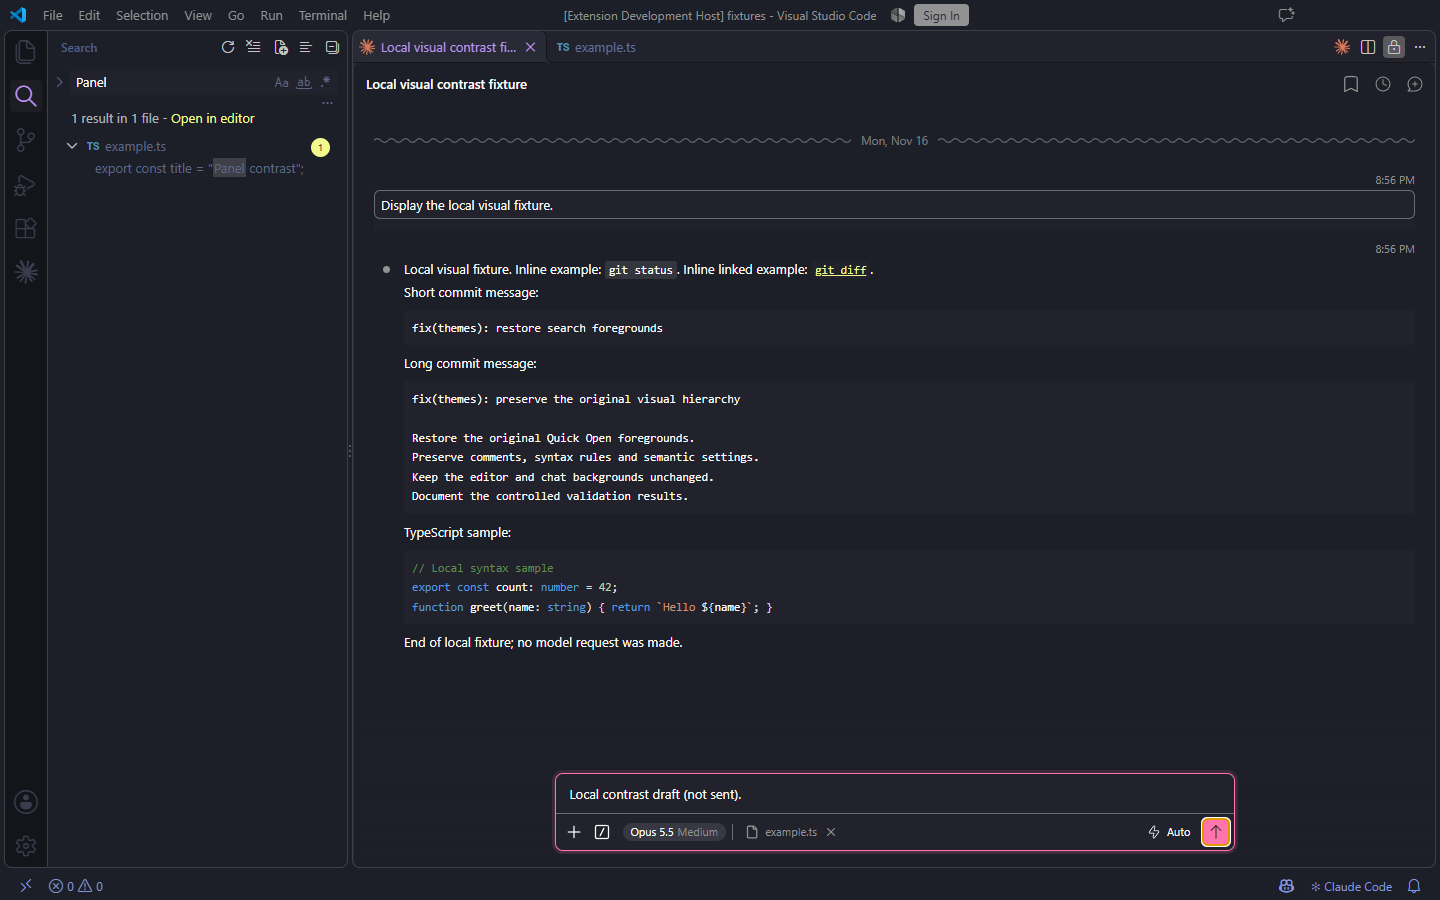 File Edit Selection View Go Run Terminal Help
[Extension Development Host] fixtures - Visual Studio Code
Sign In
Search
Panel
Aa ab .*
1 result in 1 file - Open in editor
TS example.ts
1
export const title = "Panel contrast";
Local visual contrast fi...
TS example.ts
Local visual contrast fixture
Mon, Nov 16
8:56 PM
Display the local visual fixture.
8:56 PM
Local visual fixture. Inline example: git status. Inline linked example: git diff.
Short commit message:
fix(themes): restore search foregrounds
Long commit message:
fix(themes): preserve the original visual hierarchy
Restore the original Quick Open foregrounds.
Preserve comments, syntax rules and semantic settings.
Keep the editor and chat backgrounds unchanged.
Document the controlled validation results.
TypeScript sample:
// Local syntax sample
export const count: number = 42;
function greet(name: string) { return `Hello ${name}`; }
End of local fixture; no model request was made.
Local contrast draft (not sent).
Opus 5.5 Medium
example.ts
Auto
0 0
Claude Code